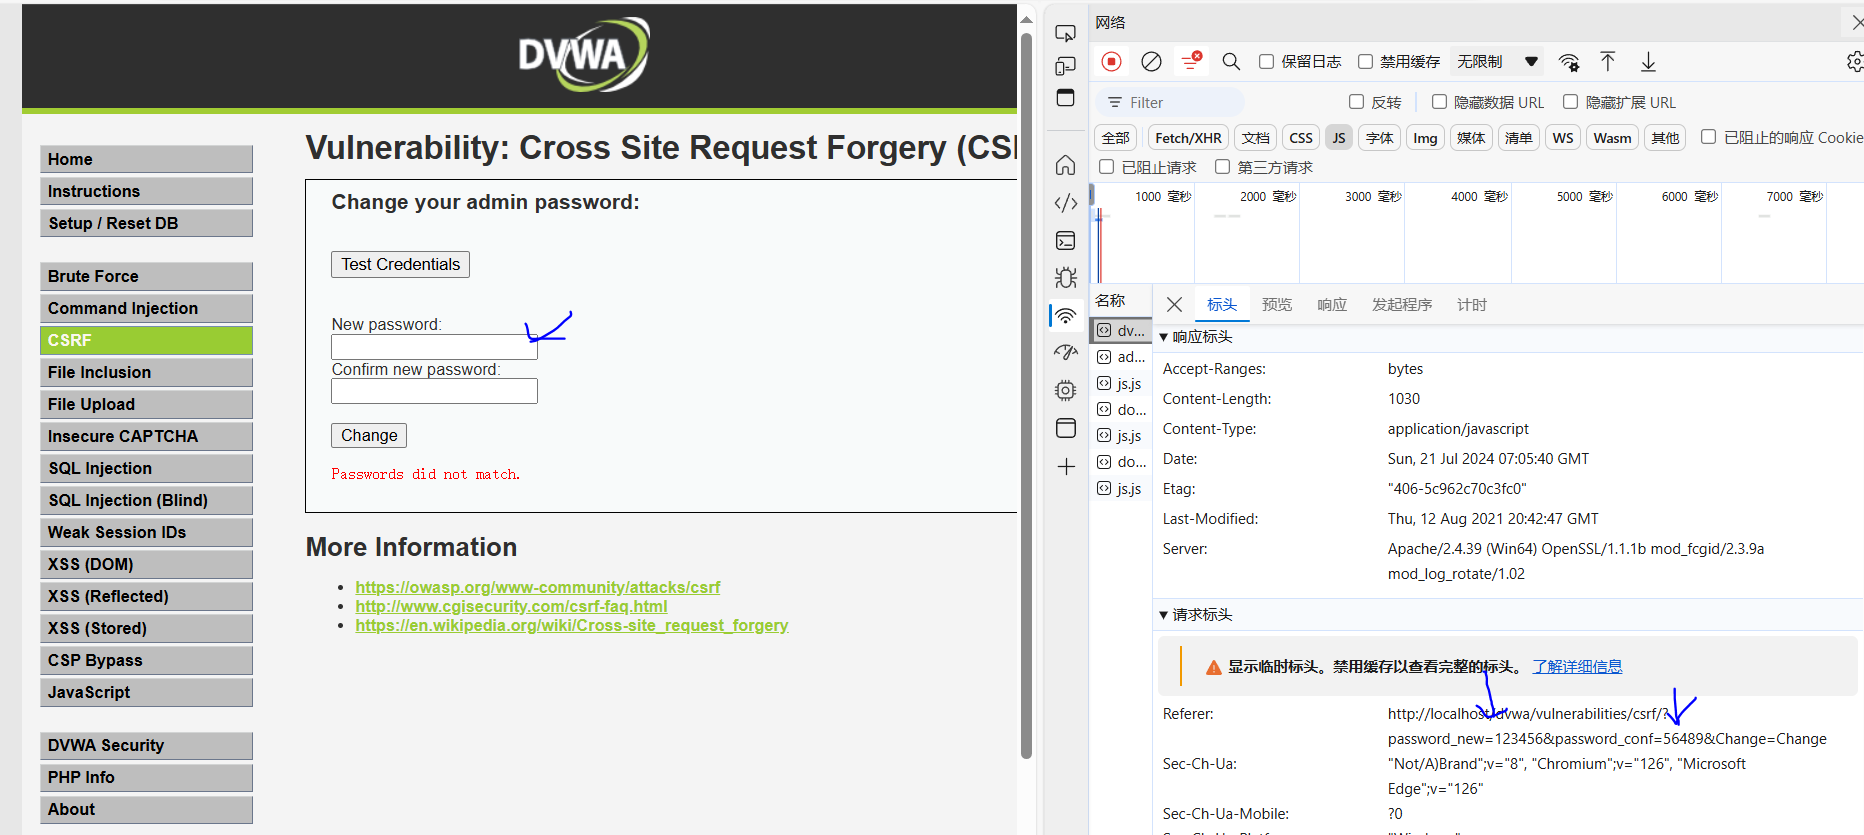 DVWA
Home
Instructions
Setup / Reset DB
Brute Force
Command Injection
CSRF
File Inclusion
File Upload
Insecure CAPTCHA
SQL Injection
SQL Injection (Blind)
Weak Session IDs
XSS (DOM)
XSS (Reflected)
XSS (Stored)
CSP Bypass
JavaScript
DVWA Security
PHP Info
About
Vulnerability: Cross Site Request Forgery (CSI
Change your admin password:
Test Credentials
New password:
Confirm new password:
Change
Passwords did not match.
More Information
https://owasp.org/www-community/attacks/csrf
http://www.cgisecurity.com/csrf-faq.html
https://en.wikipedia.org/wiki/Cross-site_request_forgery
网络
保留日志 禁用缓存 无限制
Filter 反转 隐藏数据 URL 隐藏扩展 URL
全部 Fetch/XHR 文档 CSS JS 字体 Img 媒体 清单 WS Wasm 其他 已阻止的响应 Cookie
已阻止请求 第三方请求
1000 毫秒 2000 毫秒 3000 毫秒 4000 毫秒 5000 毫秒 6000 毫秒 7000 毫秒
名称
dv...
ad...
js.js
do...
js.js
do...
js.js
标头 预览 响应 发起程序 计时
响应标头
Accept-Ranges: bytes
Content-Length: 1030
Content-Type: application/javascript
Date: Sun, 21 Jul 2024 07:05:40 GMT
Etag: "406-5c962c70c3fc0"
Last-Modified: Thu, 12 Aug 2021 20:42:47 GMT
Server: Apache/2.4.39 (Win64) OpenSSL/1.1.1b mod_fcgid/2.3.9a
mod_log_rotate/1.02
请求标头
显示临时标头。禁用缓存以查看完整的标头。 了解详细信息
Referer: http://localhost/dvwa/vulnerabilities/csrf/?
password_new=123456&password_conf=56489&Change=Change
Sec-Ch-Ua: "Not/A)Brand";v="8", "Chromium";v="126", "Microsoft
Edge";v="126"
Sec-Ch-Ua-Mobile: ?0